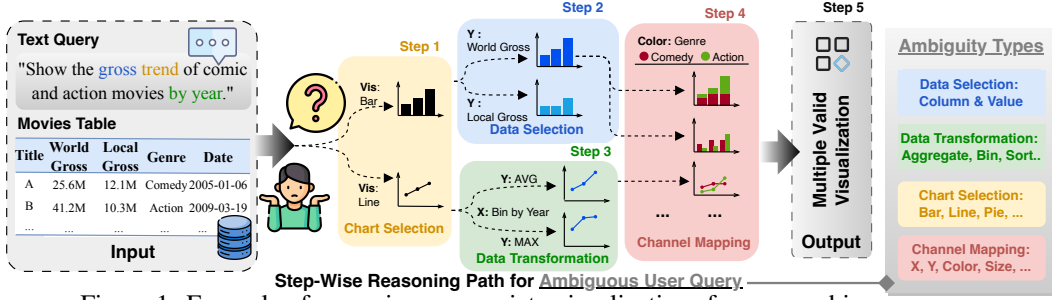 Text Query
"Show the gross trend of comic
and action movies by year."
Movies Table
Title World Gross Local Gross Genre Date
A 25.6M 12.1M Comedy 2005-01-06
B 41.2M 10.3M Action 2009-03-19
... ... ... ... ...
Input
?
Step 1
Vis:
Bar
Vis:
Line
Chart Selection
Step 2
Y :
World Gross
Y :
Local Gross
Data Selection
Step 3
Y: AVG
X: Bin by Year
Y: MAX
Data Transformation
Step 4
Color: Genre
Comedy Action
... ...
Channel Mapping
Step 5
Multiple Valid
Visualization
Output
Ambiguity Types
Data Selection:
Column & Value
Data Transformation:
Aggregate, Bin, Sort..
Chart Selection:
Bar, Line, Pie, ...
Channel Mapping:
X, Y, Color, Size, ...
Step-Wise Reasoning Path for Ambiguous User Query